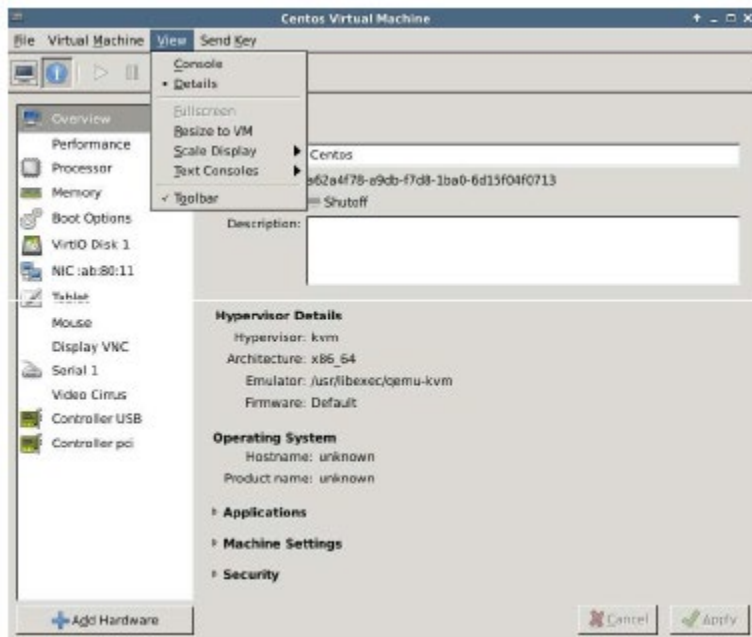 Centos Virtual Machine
File Virtual Machine View Send Key
Console
• Details
Fullscreen
Resize to VM
Scale Display
Text Consoles
✓ Toolbar
Overview
Performance
Processor
Memory
Boot Options
VirtIO Disk 1
NIC :ab:80:11
Tablet
Mouse
Display VNC
Serial 1
Video Cirrus
Controller USB
Controller pci
Add Hardware
Centos
a62a4f78-a9db-f7d8-1ba0-6d15f04f0713
Shutoff
Description:
Hypervisor Details
Hypervisor: kvm
Architecture: x86_64
Emulator: /usr/libexec/qemu-kvm
Firmware: Default
Operating System
Hostname: unknown
Product name: unknown
Applications
Machine Settings
Security
Cancel Apply